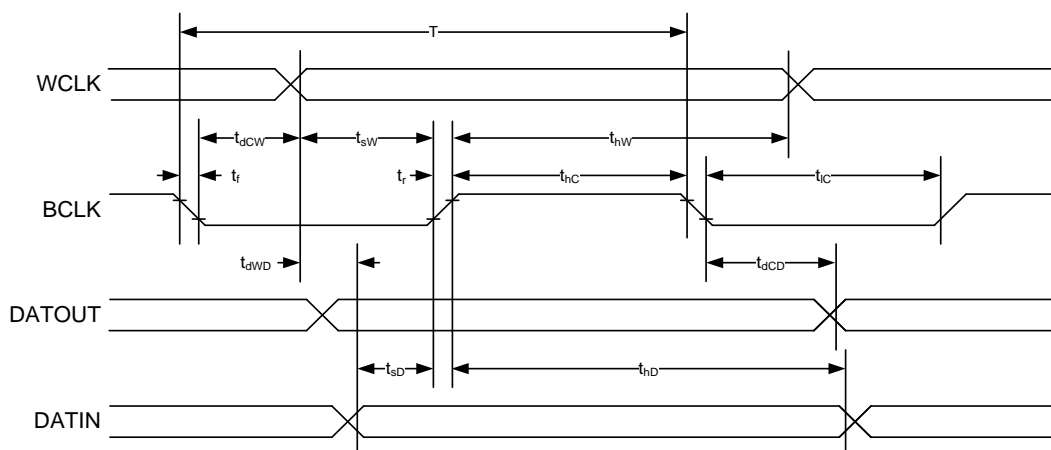 T
WCLK
tdCW
tsW
thW
tf
tr
thC
tlC
BCLK
tdWD
tdCD
DATOUT
tsD
thD
DATIN